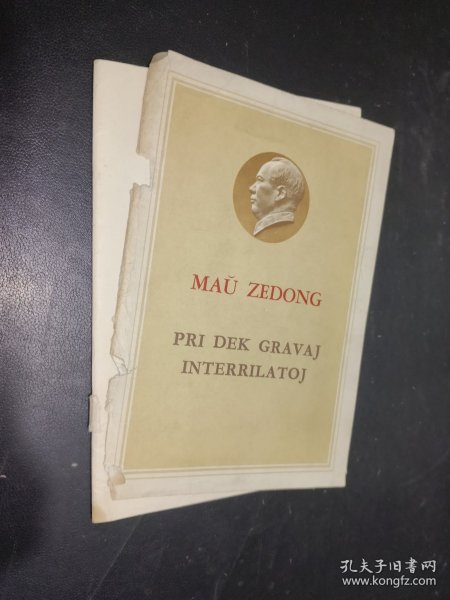 MAŬ ZEDONG
PRI DEK GRAVAJ
INTERRILATOJ
孔夫子旧书网
www.kongfz.com